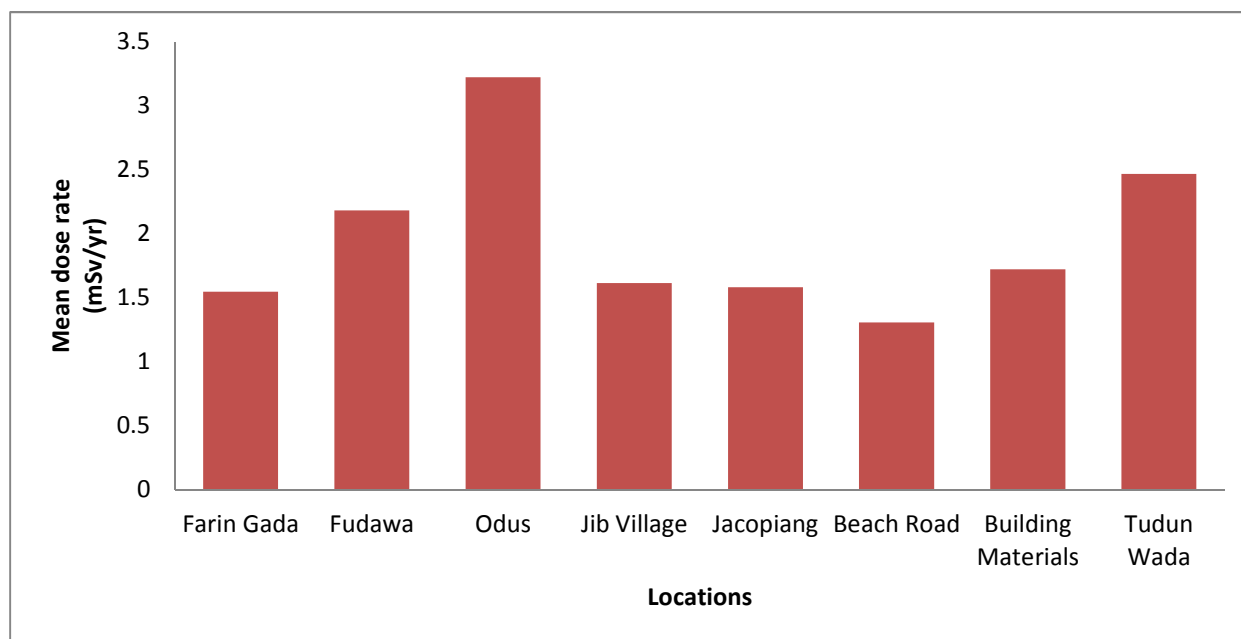 Mean dose rate
(mSv/yr)
3.5
3
2.5
2
1.5
1
0.5
0
Farin Gada
Fudawa
Odus
Jib Village
Jacopiang
Beach Road
Building
Materials
Tudun
Wada
Locations